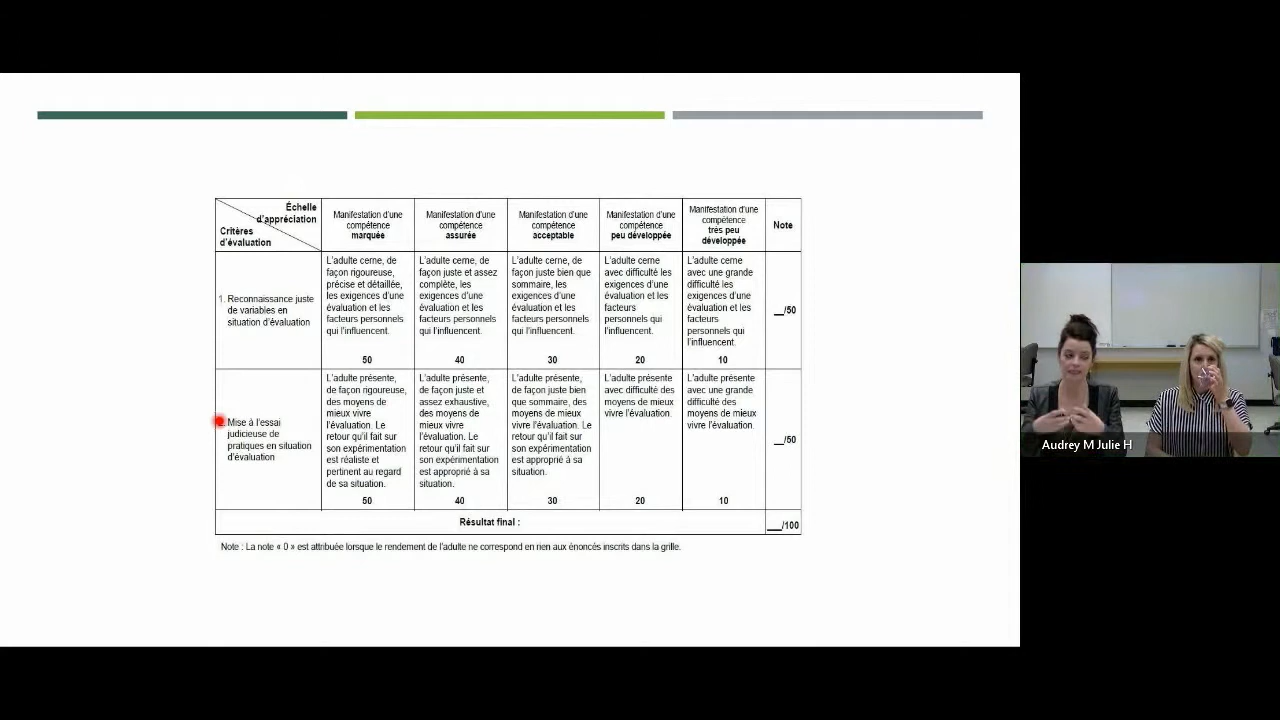 Échelle
d'appréciation
Critères
d'évaluation
Manifestation d'une
compétence
marquée
Manifestation d'une
compétence
assurée
Manifestation d'une
compétence
acceptable
Manifestation d'une
compétence
peu développée
Manifestation d'une
compétence
très peu
développée
Note
1. Reconnaissance juste
de variables en
situation d'évaluation
L'adulte cerne, de
façon rigoureuse,
précise et détaillée,
les exigences d'une
évaluation et les
facteurs personnels
qui l'influencent.
50
L'adulte cerne, de
façon juste et assez
complète, les
exigences d'une
évaluation et les
facteurs personnels
qui l'influencent.
40
L'adulte cerne, de
façon juste bien que
sommaire, les
exigences d'une
évaluation et les
facteurs personnels
qui l'influencent.
30
L'adulte cerne
avec difficulté les
exigences d'une
évaluation et les
facteurs
personnels qui
l'influencent.
20
L'adulte cerne
avec une grande
difficulté les
exigences d'une
évaluation et les
facteurs
personnels qui
l'influencent.
10
__/50
Mise à l'essai
judicieuse de
pratiques en situation
d'évaluation
L'adulte présente,
de façon rigoureuse,
des moyens de
mieux vivre
l'évaluation. Le
retour qu'il fait sur
son expérimentation
est réaliste et
pertinent au regard
de sa situation.
50
L'adulte présente,
de façon juste et
assez exhaustive,
des moyens de
mieux vivre
l'évaluation. Le
retour qu'il fait sur
son expérimentation
est approprié à sa
situation.
40
L'adulte présente,
de façon juste bien
que sommaire, des
moyens de mieux
vivre l'évaluation. Le
retour qu'il fait sur
son expérimentation
est approprié à sa
situation.
30
L'adulte présente
avec difficulté des
moyens de mieux
vivre l'évaluation.
20
L'adulte présente
avec une grande
difficulté des
moyens de mieux
vivre l'évaluation.
10
__/50
Résultat final :
___/100
Note : La note « 0 » est attribuée lorsque le rendement de l'adulte ne correspond en rien aux énoncés inscrits dans la grille.
Audrey M Julie H